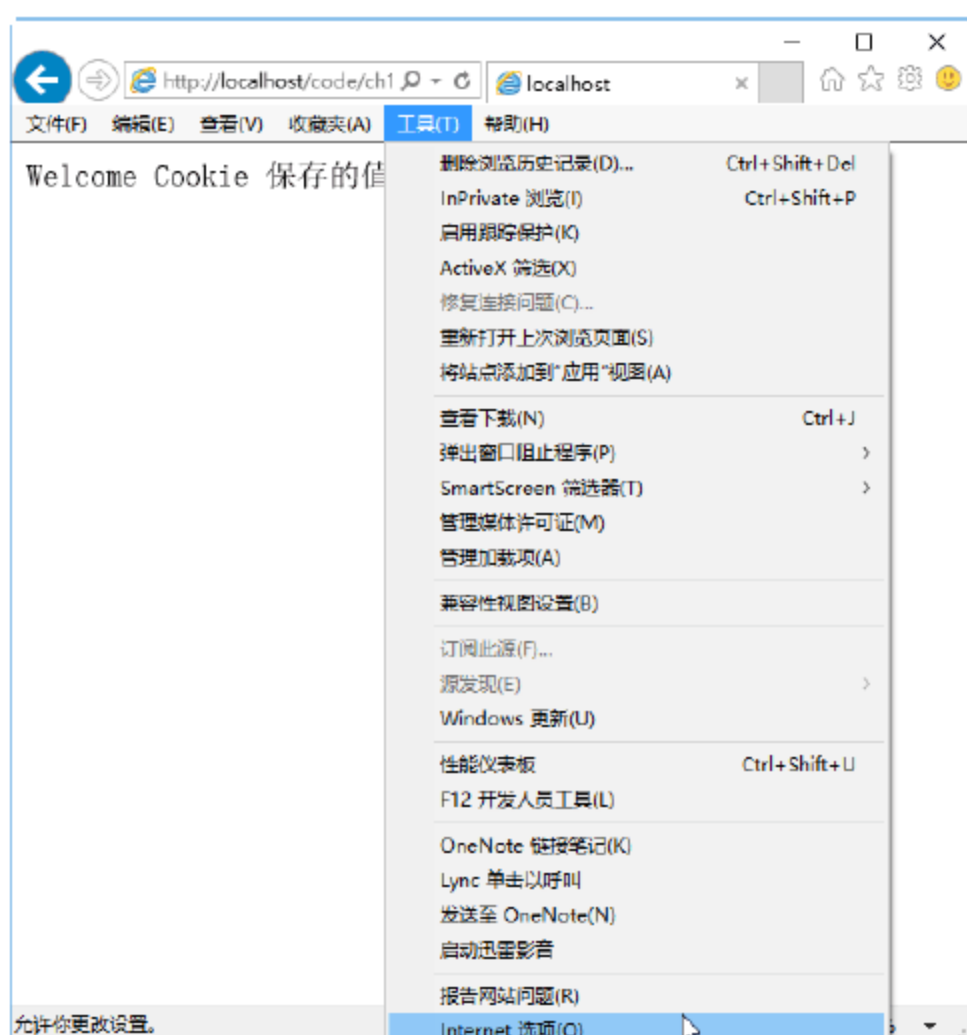 http://localhost/code/ch1
localhost
文件(F) 编辑(E) 查看(V) 收藏夹(A) 工具(T) 帮助(H)
Welcome Cookie 保存的值
删除浏览历史记录(D)... Ctrl+Shift+Del
InPrivate 浏览(I) Ctrl+Shift+P
启用跟踪保护(K)
ActiveX 筛选(X)
修复连接问题(C)...
重新打开上次浏览页面(S)
将站点添加到“应用”视图(A)
查看下载(N) Ctrl+J
弹出窗口阻止程序(P)
SmartScreen 筛选器(T)
管理媒体许可证(M)
管理加载项(A)
兼容性视图设置(B)
订阅此源(F)...
源发现(E)
Windows 更新(U)
性能仪表板 Ctrl+Shift+U
F12 开发人员工具(L)
OneNote 链接笔记(K)
Lync 单击以呼叫
发送至 OneNote(N)
启动迅雷影音
报告网站问题(R)
Internet 选项(O)
允许你更改设置。